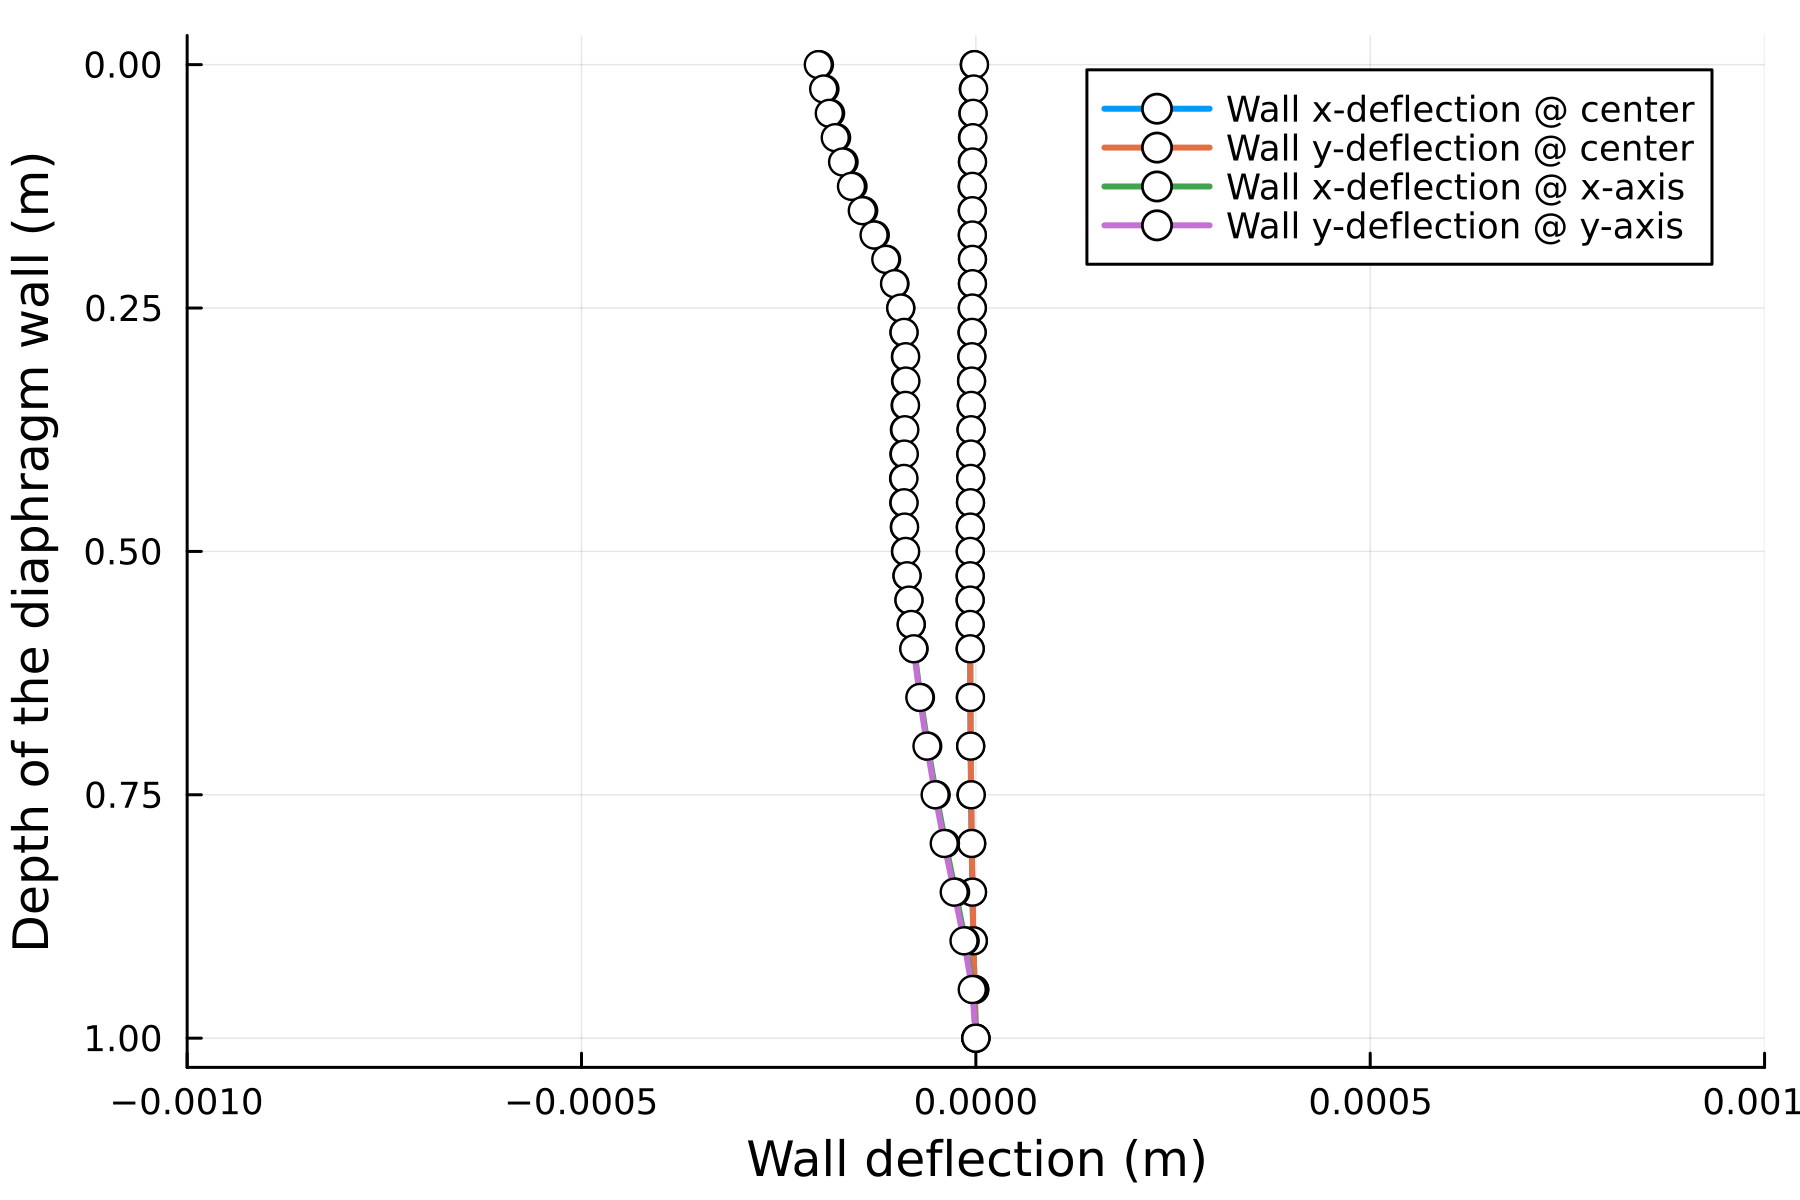 Depth of the diaphragm wall (m)
0.00
0.25
0.50
0.75
1.00
Wall x-deflection @ center
Wall y-deflection @ center
Wall x-deflection @ x-axis
Wall y-deflection @ y-axis
−0.0010 −0.0005 0.0000 0.0005 0.001
Wall deflection (m)